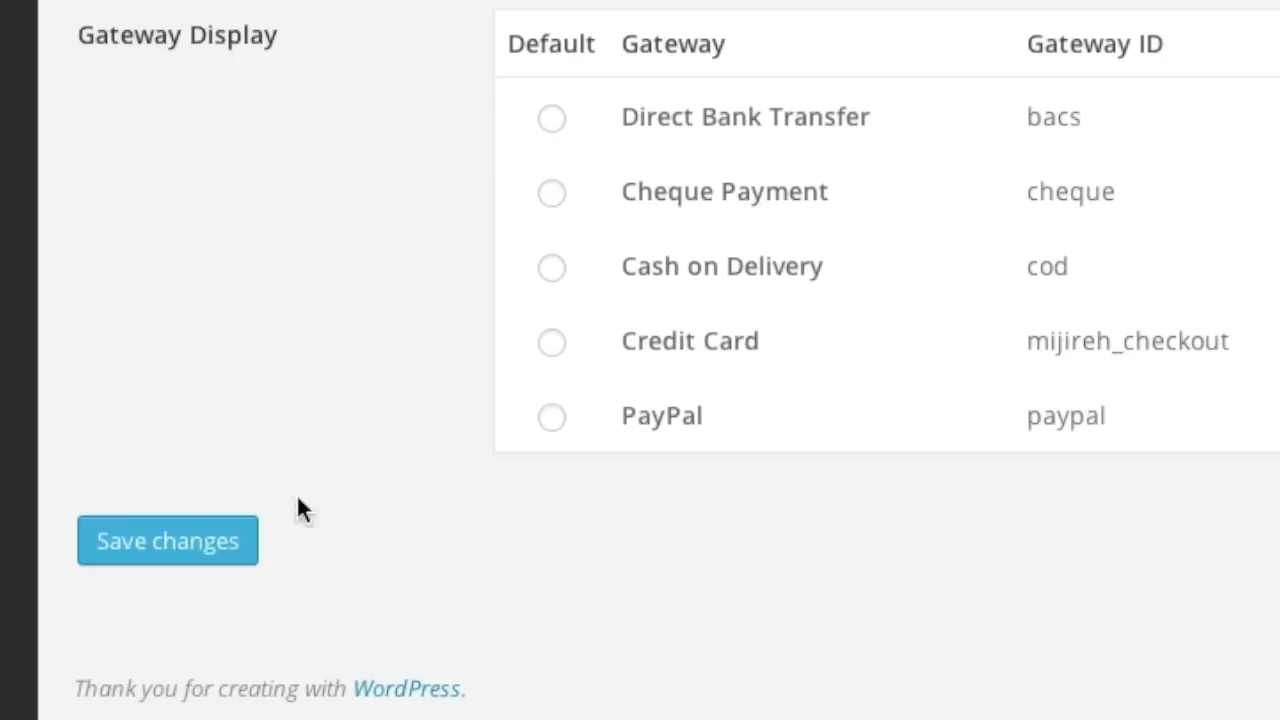 Gateway Display
Default Gateway Gateway ID
Direct Bank Transfer bacs
Cheque Payment cheque
Cash on Delivery cod
Credit Card mijireh_checkout
PayPal paypal
Save changes
Thank you for creating with WordPress.